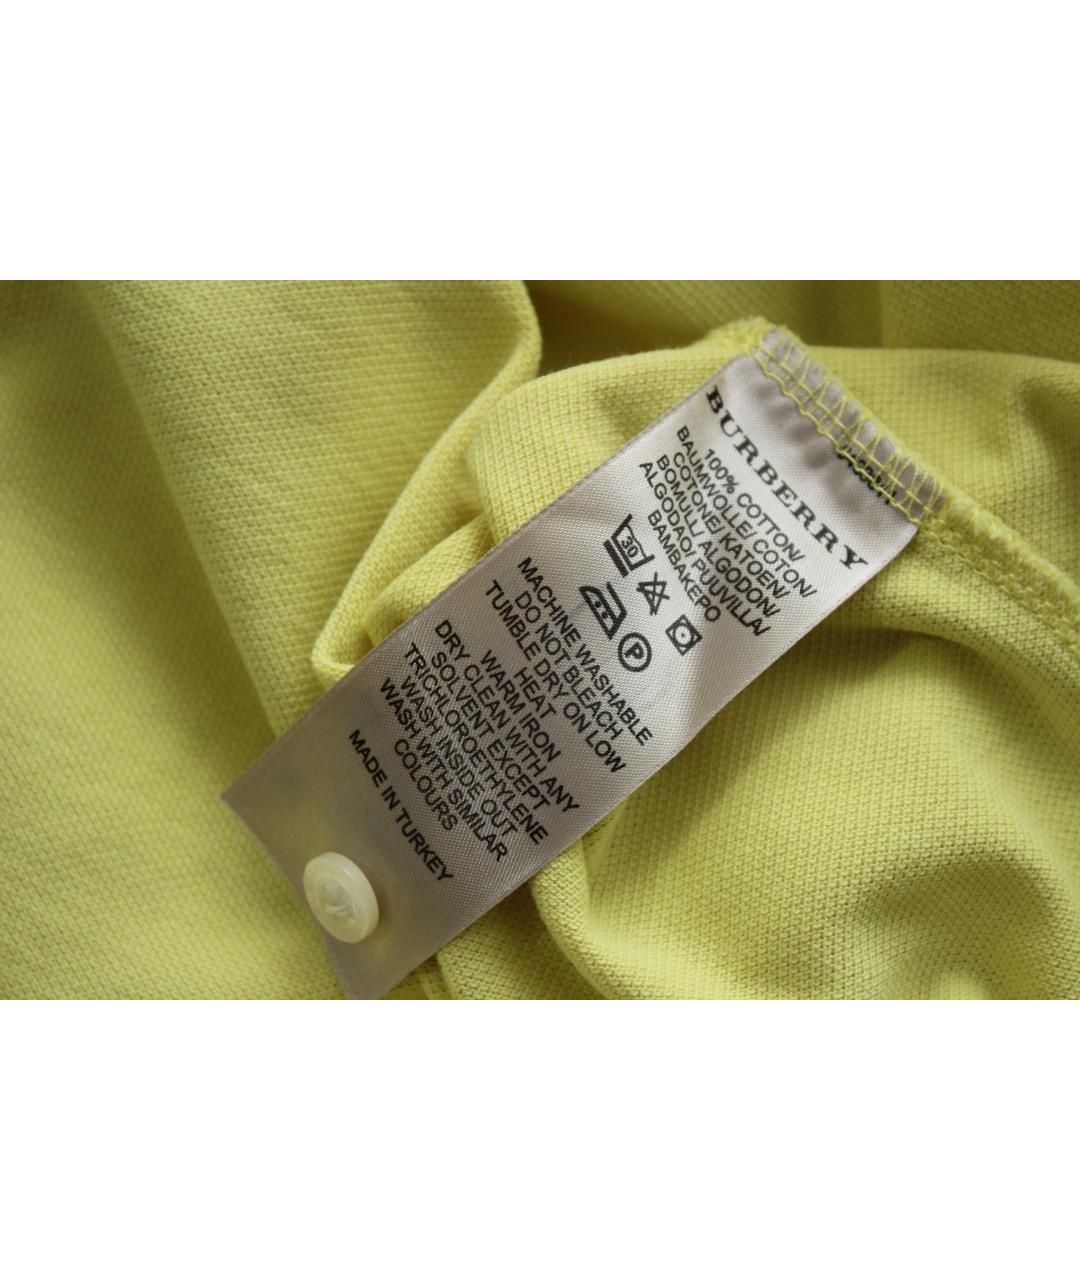 BURBERRY
100% COTTON/
BAUMWOLLE/COTON/
COTONE/KATOEN/
BOMULL/ ALGODON/
ALGODAO/ PUUVILLA/
BAMBAKEPO
30
P
MACHINE WASHABLE
DO NOT BLEACH
TUMBLE DRY ON LOW
HEAT
WARM IRON
DRY CLEAN WITH ANY
SOLVENT EXCEPT
TRICHLOROETHYLENE
WASH INSIDE OUT
WASH WITH SIMILAR
COLOURS
MADE IN TURKEY